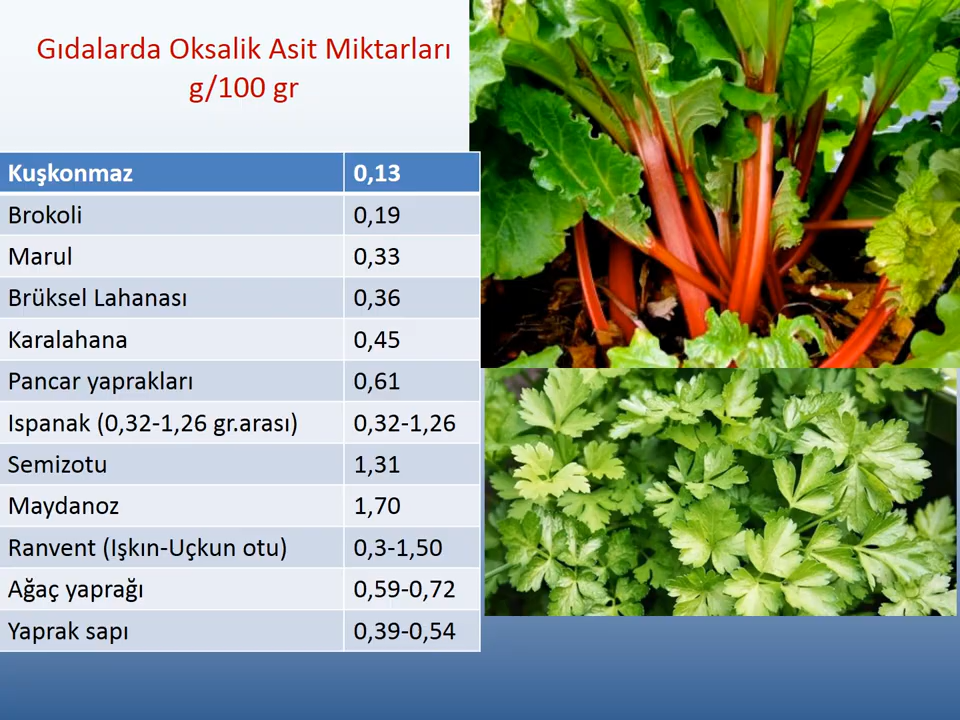 Gıdalarda Oksalik Asit Miktarları
g/100 gr
Kuşkonmaz 0,13
Brokoli 0,19
Marul 0,33
Brüksel Lahanası 0,36
Karalahana 0,45
Pancar yaprakları 0,61
Ispanak (0,32-1,26 gr.arası) 0,32-1,26
Semizotu 1,31
Maydanoz 1,70
Ranvent (Işkın-Uçkun otu) 0,3-1,50
Ağaç yaprağı 0,59-0,72
Yaprak sapı 0,39-0,54